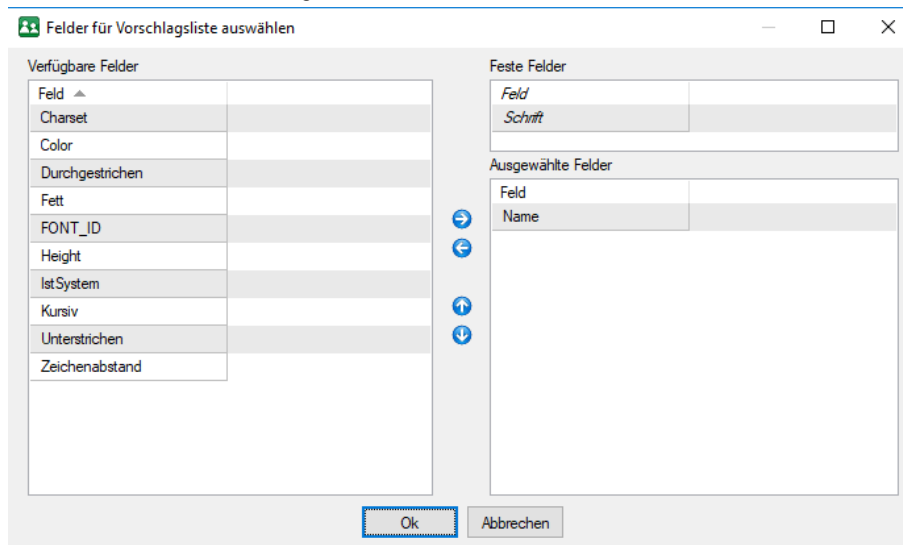 Felder für Vorschlagsliste auswählen
Verfügbare Felder
Feld
Charset
Color
Durchgestrichen
Fett
FONT_ID
Height
IstSystem
Kursiv
Unterstrichen
Zeichenabstand
Feste Felder
Feld
Schrift
Ausgewählte Felder
Feld
Name
Ok
Abbrechen